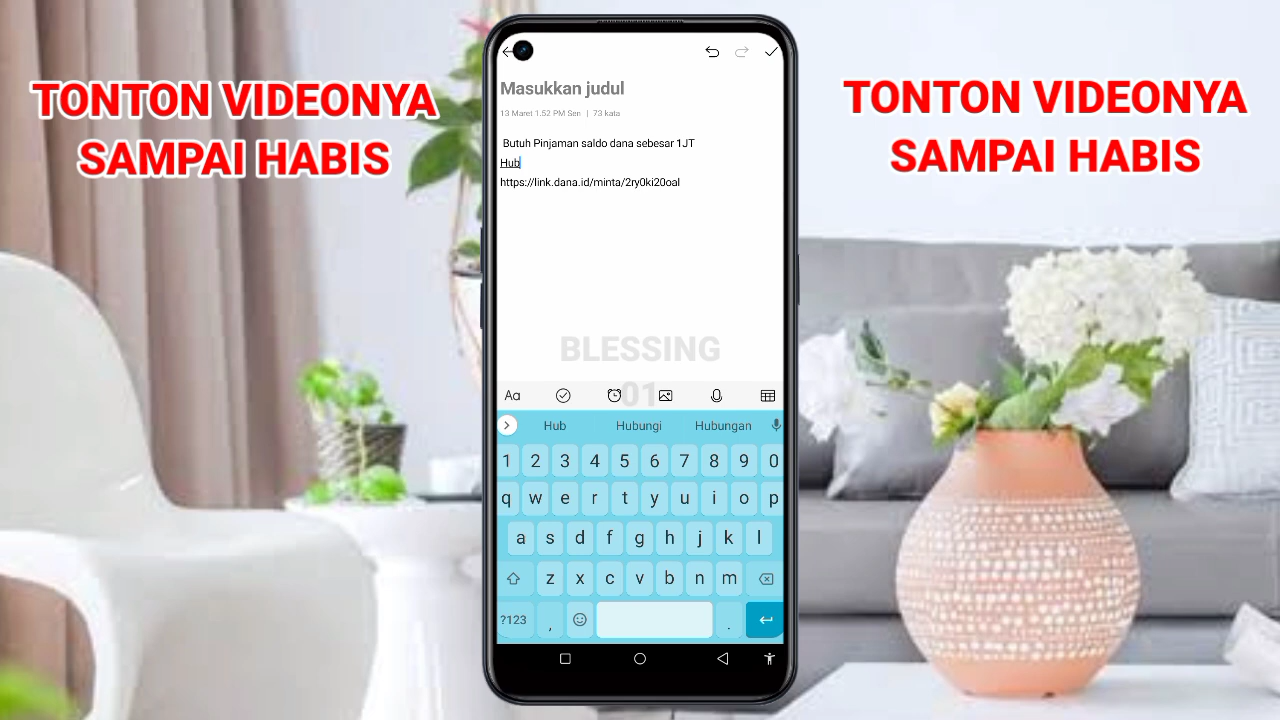 TONTON VIDEONYA
SAMPAI HABIS
TONTON VIDEONYA
SAMPAI HABIS
Masukkan judul
13 Maret 1.52 PM Sen | 73 kata
Butuh Pinjaman saldo dana sebesar 1JT
Hub
https://link.dana.id/minta/2ry0ki20oal
BLESSING
01
Aa
Hub Hubungi Hubungan
1 2 3 4 5 6 7 8 9 0
q w e r t y u i o p
a s d f g h j k l
z x c v b n m
?123 , .